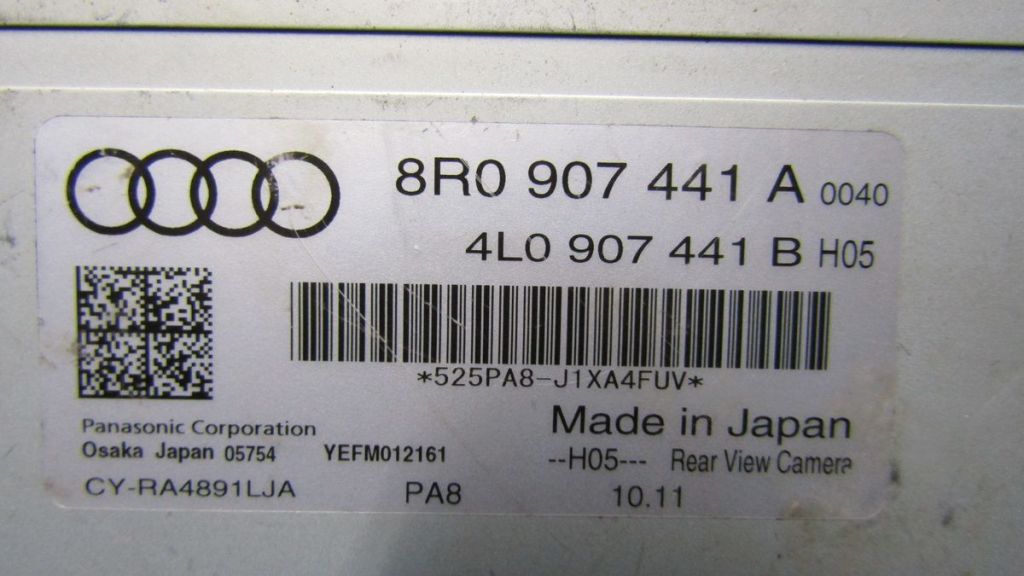 8R0 907 441 A 0040
4L0 907 441 B H05
*525PA8-J1XA4FUV*
Made in Japan
Panasonic Corporation
Osaka Japan 05754 YEFM012161
--H05--- Rear View Camera
CY-RA4891LJA PA8 10.11